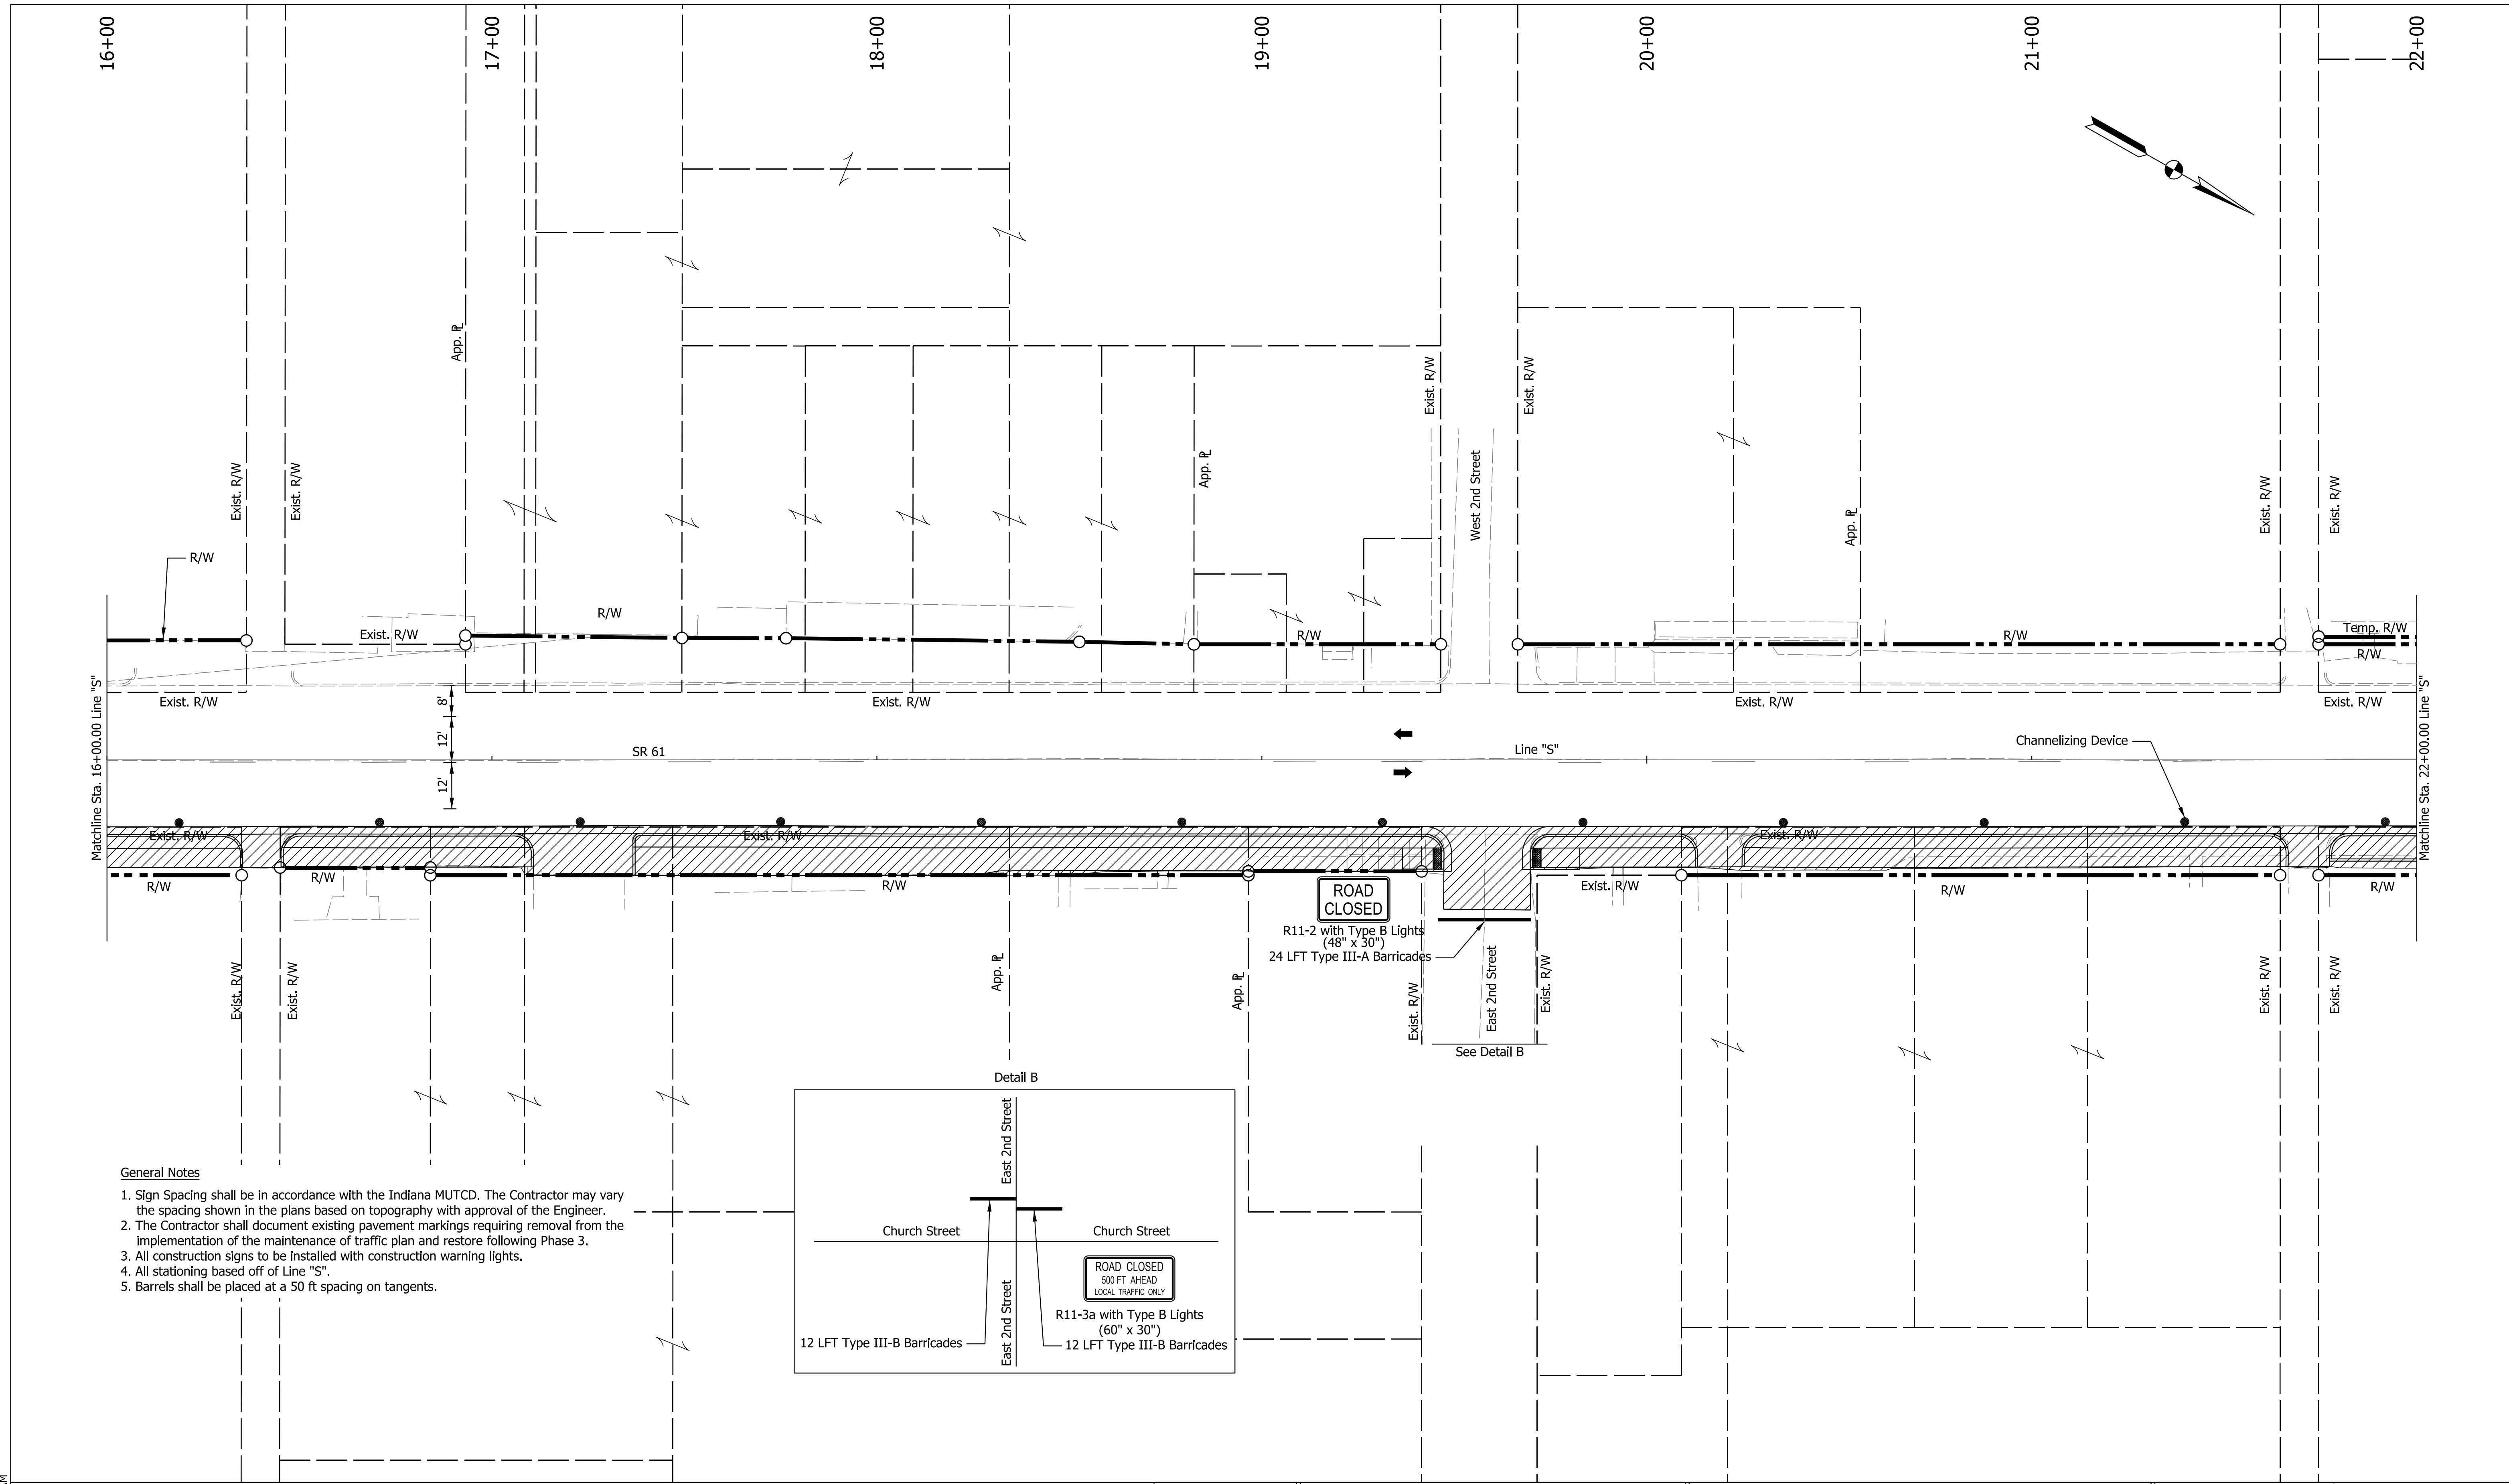 16+00
17+00
18+00
19+00
20+00
21+00
22+00
App. ℙL
Exist. R/W
Exist. R/W
Exist. R/W
Exist. R/W
App. ℙL
West 2nd Street
App. ℙL
Exist. R/W
Exist. R/W
R/W
R/W
Exist. R/W
R/W
R/W
Temp. R/W
R/W
Matchline Sta. 16+00.00 Line "S"
Exist. R/W
8'
Exist. R/W
Exist. R/W
Exist. R/W
Matchline Sta. 22+00.00 Line "S"
12'
SR 61
Line "S"
Channelizing Device
12'
Exist. R/W
Exist. R/W
Exist. R/W
R/W
R/W
R/W
Exist. R/W
R/W
R/W
ROAD
CLOSED
R11-2 with Type B Lights
(48" x 30")
24 LFT Type III-A Barricades
Exist. R/W
Exist. R/W
App. ℙL
App. ℙL
Exist. R/W
East 2nd Street
Exist. R/W
Exist. R/W
Exist. R/W
See Detail B
Detail B
East 2nd Street
Church Street
Church Street
ROAD CLOSED
500 FT AHEAD
LOCAL TRAFFIC ONLY
East 2nd Street
R11-3a with Type B Lights
(60" x 30")
12 LFT Type III-B Barricades
12 LFT Type III-B Barricades
General Notes
1. Sign Spacing shall be in accordance with the Indiana MUTCD. The Contractor may vary
the spacing shown in the plans based on topography with approval of the Engineer.
2. The Contractor shall document existing pavement markings requiring removal from the
implementation of the maintenance of traffic plan and restore following Phase 3.
3. All construction signs to be installed with construction warning lights.
4. All stationing based off of Line "S".
5. Barrels shall be placed at a 50 ft spacing on tangents.